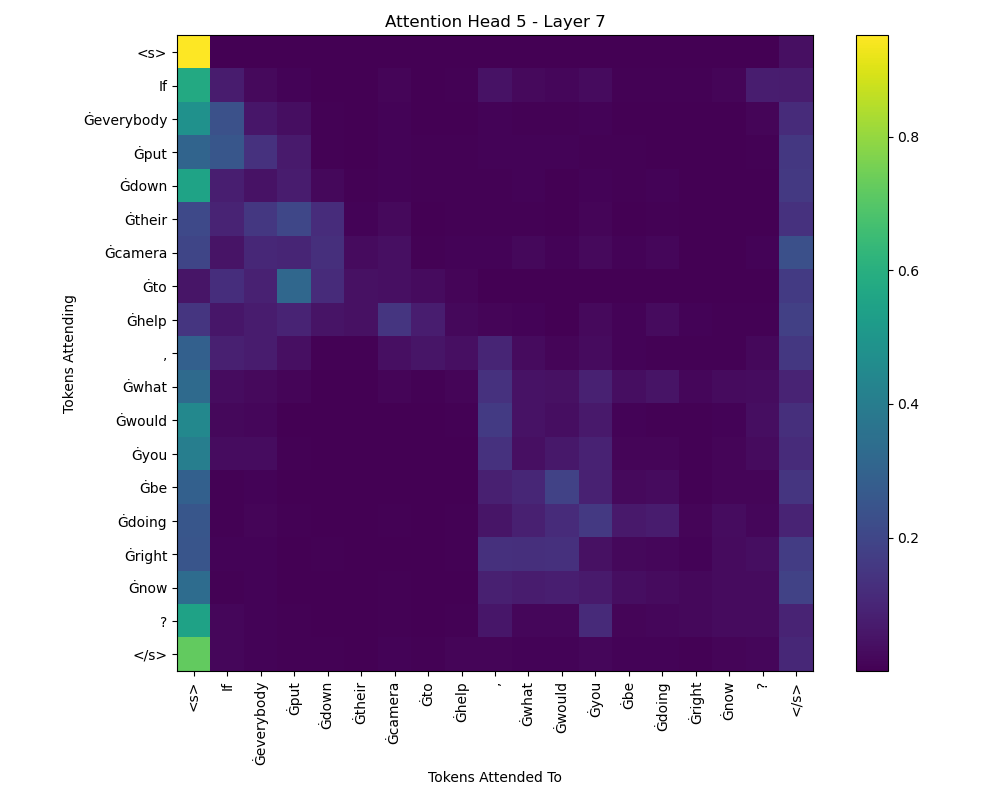 Attention Head 5 - Layer 7
Tokens Attending
<s>
If
Ġeverybody
Ġput
Ġdown
Ġtheir
Ġcamera
Ġto
Ġhelp
,
Ġwhat
Ġwould
Ġyou
Ġbe
Ġdoing
Ġright
Ġnow
?
</s>
<s>
If
Ġeverybody
Ġput
Ġdown
Ġtheir
Ġcamera
Ġto
Ġhelp
,
Ġwhat
Ġwould
Ġyou
Ġbe
Ġdoing
Ġright
Ġnow
?
</s>
Tokens Attended To
0.8
0.6
0.4
0.2